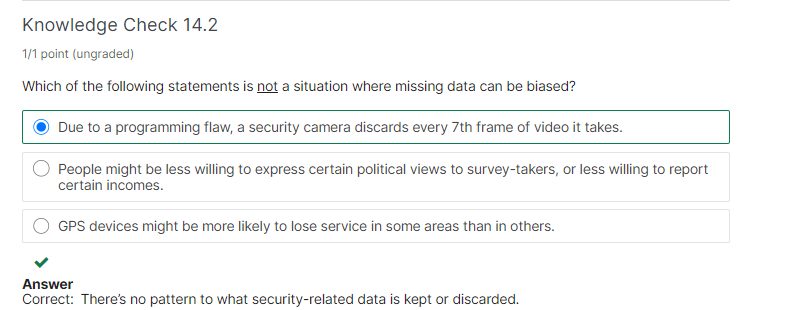 Knowledge Check 14.2
1/1 point (ungraded)
Which of the following statements is not a situation where missing data can be biased?
Due to a programming flaw, a security camera discards every 7th frame of video it takes.
People might be less willing to express certain political views to survey-takers, or less willing to report
certain incomes.
GPS devices might be more likely to lose service in some areas than in others.
Answer
Correct: There's no pattern to what security-related data is kept or discarded.